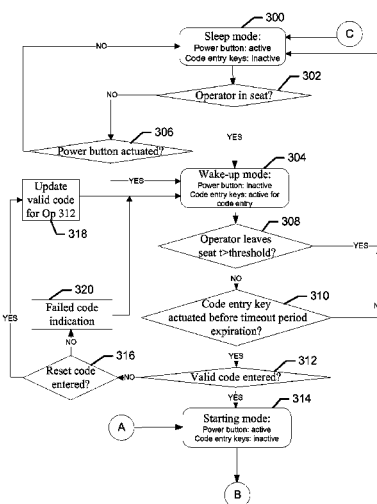 300
Sleep mode:
Power button: active
Code entry keys: Inactive
C
NO
302
Operator in seat?
NO
306
Power button actuated?
YES
304
Wake-up mode:
Power button: Inactive
Code entry keys: active for
code entry
YES
Update
valid code
for Op 312
318
308
Operator leaves
seat t>threshold?
YES
NO
320
Failed code
indication
310
Code entry key
actuated before timeout period
expiration?
YES
NO
YES
316
Reset code
entered?
NO
312
Valid code entered?
YES
314
Starting mode:
Power button: active
Code entry keys: inactive
A
B